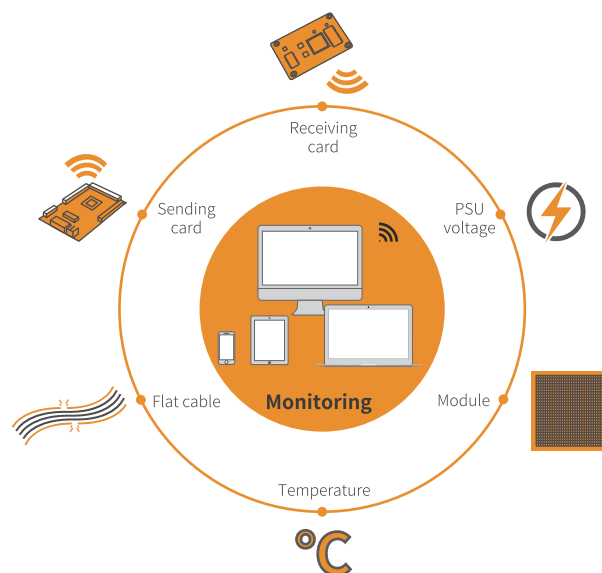 Receiving
card
Sending
card
PSU
voltage
Flat cable
Monitoring
Module
Temperature
°C